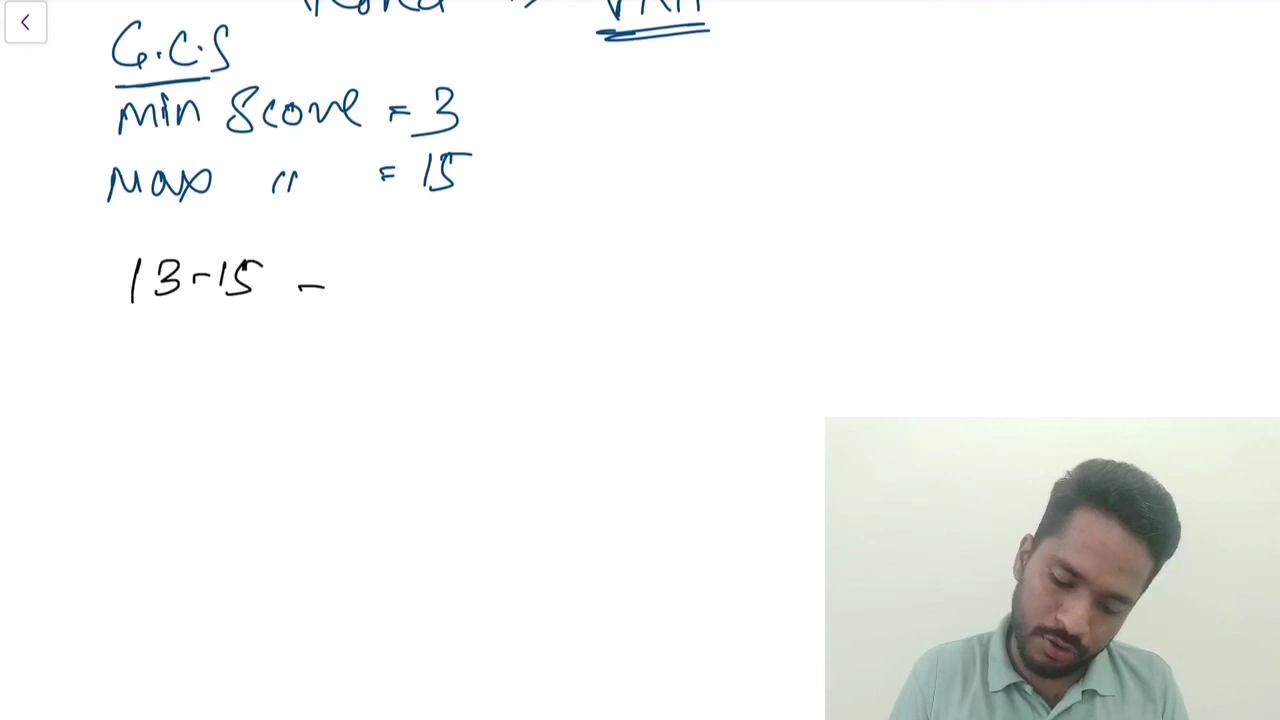 G.C.S
Min Score = 3
Max " = 15
13-15 -